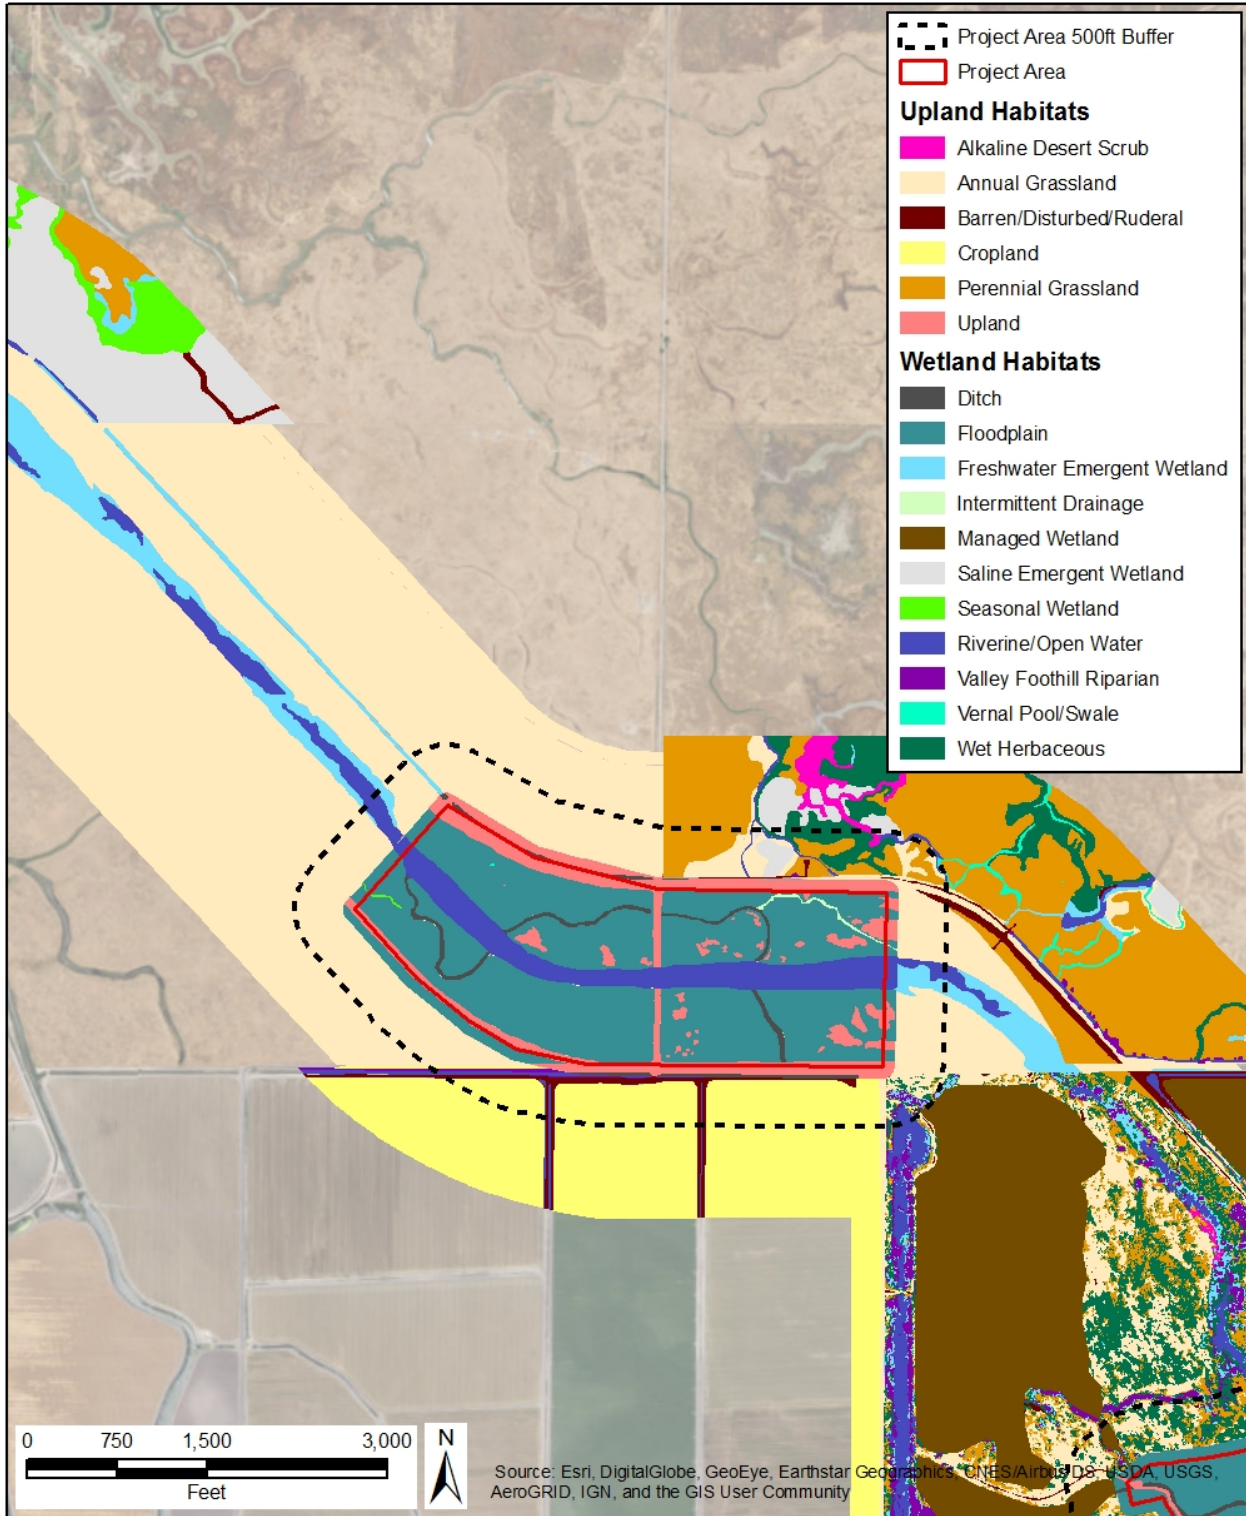 Project Area 500ft Buffer
Project Area
Upland Habitats
Alkaline Desert Scrub
Annual Grassland
Barren/Disturbed/Ruderal
Cropland
Perennial Grassland
Upland
Wetland Habitats
Ditch
Floodplain
Freshwater Emergent Wetland
Intermittent Drainage
Managed Wetland
Saline Emergent Wetland
Seasonal Wetland
Riverine/Open Water
Valley Foothill Riparian
Vernal Pool/Swale
Wet Herbaceous
0 750 1,500 3,000
Feet
N
Source: Esri, DigitalGlobe, GeoEye, Earthstar Geographics, CNES/Airbus DS, USDA, USGS,
AeroGRID, IGN, and the GIS User Community